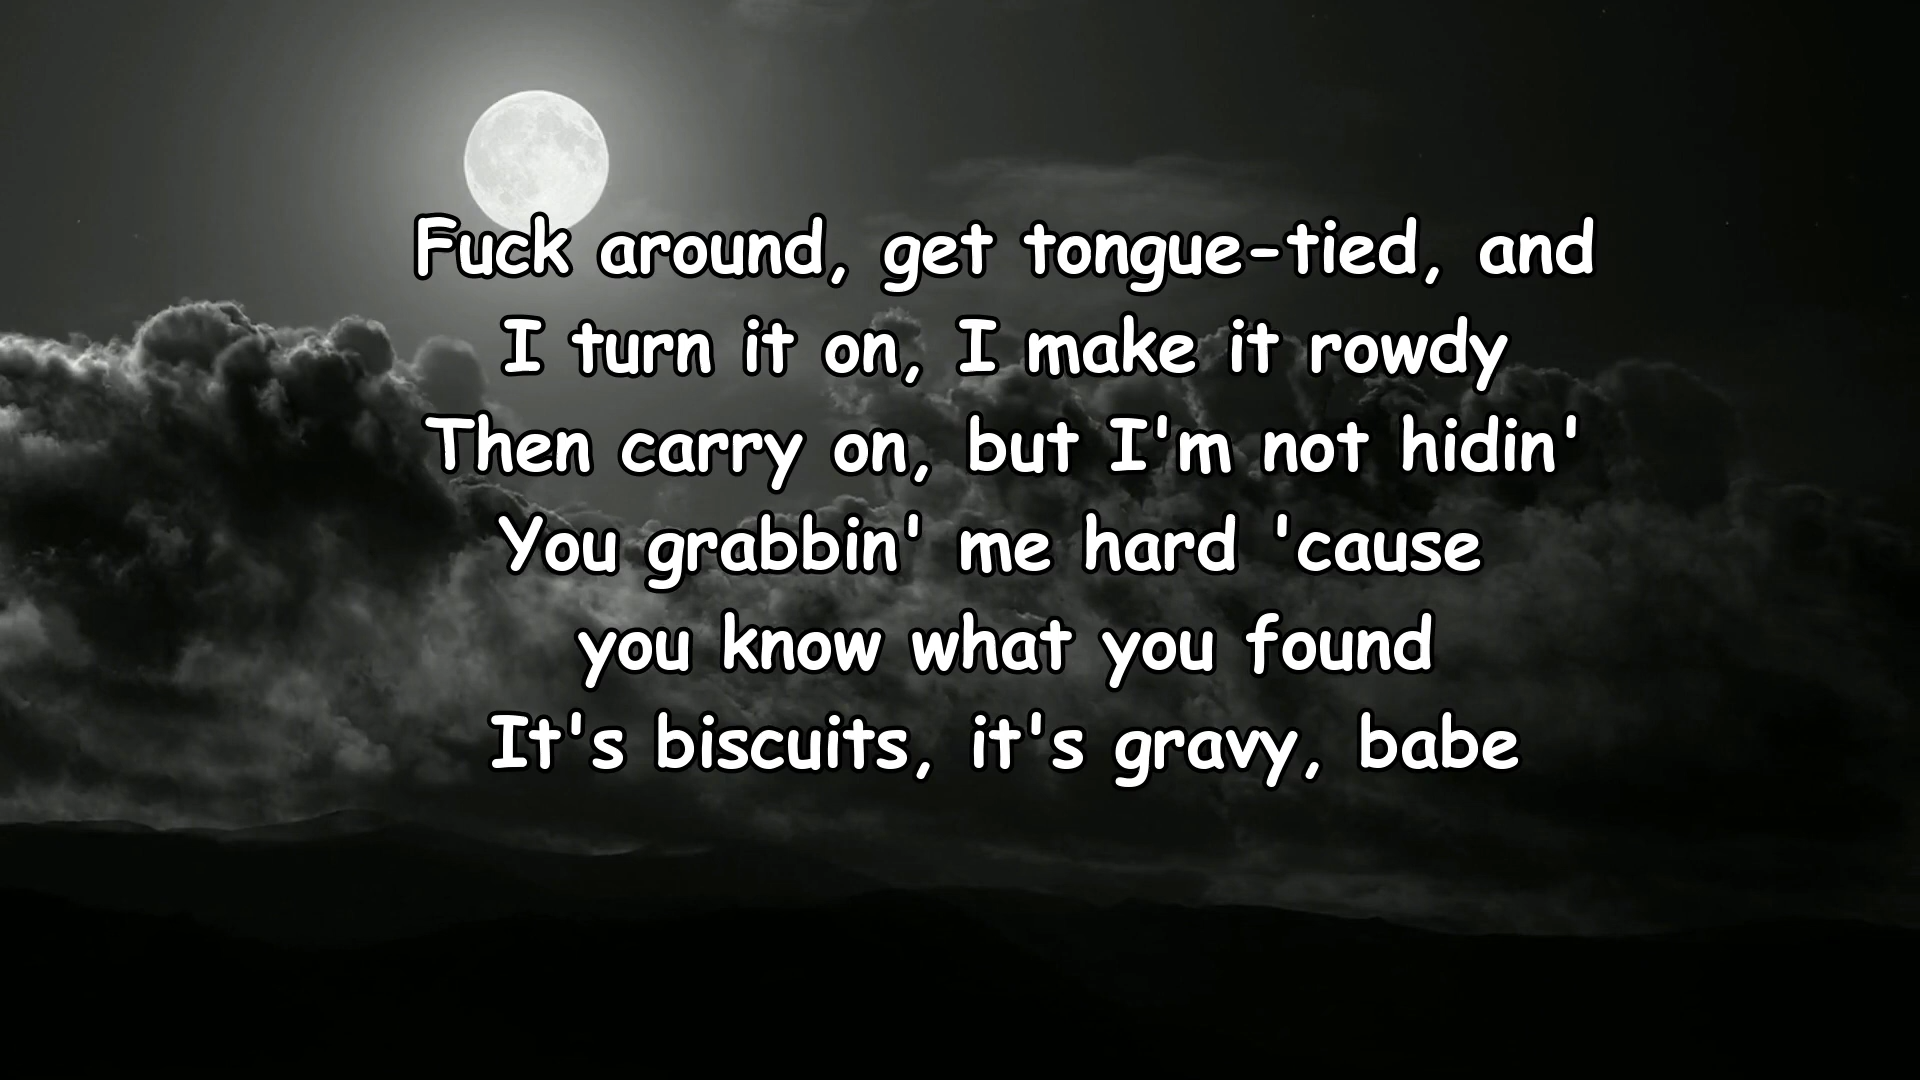 Fuck around, get tongue-tied, and
I turn it on, I make it rowdy
Then carry on, but I'm not hidin'
You grabbin' me hard 'cause
you know what you found
It's biscuits, it's gravy, babe